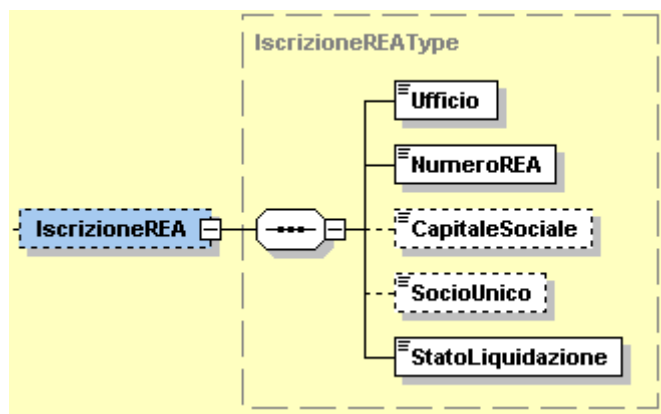 IscrizioneREAType
Ufficio
NumeroREA
IscrizioneREA
CapitaleSociale
SocioUnico
StatoLiquidazione